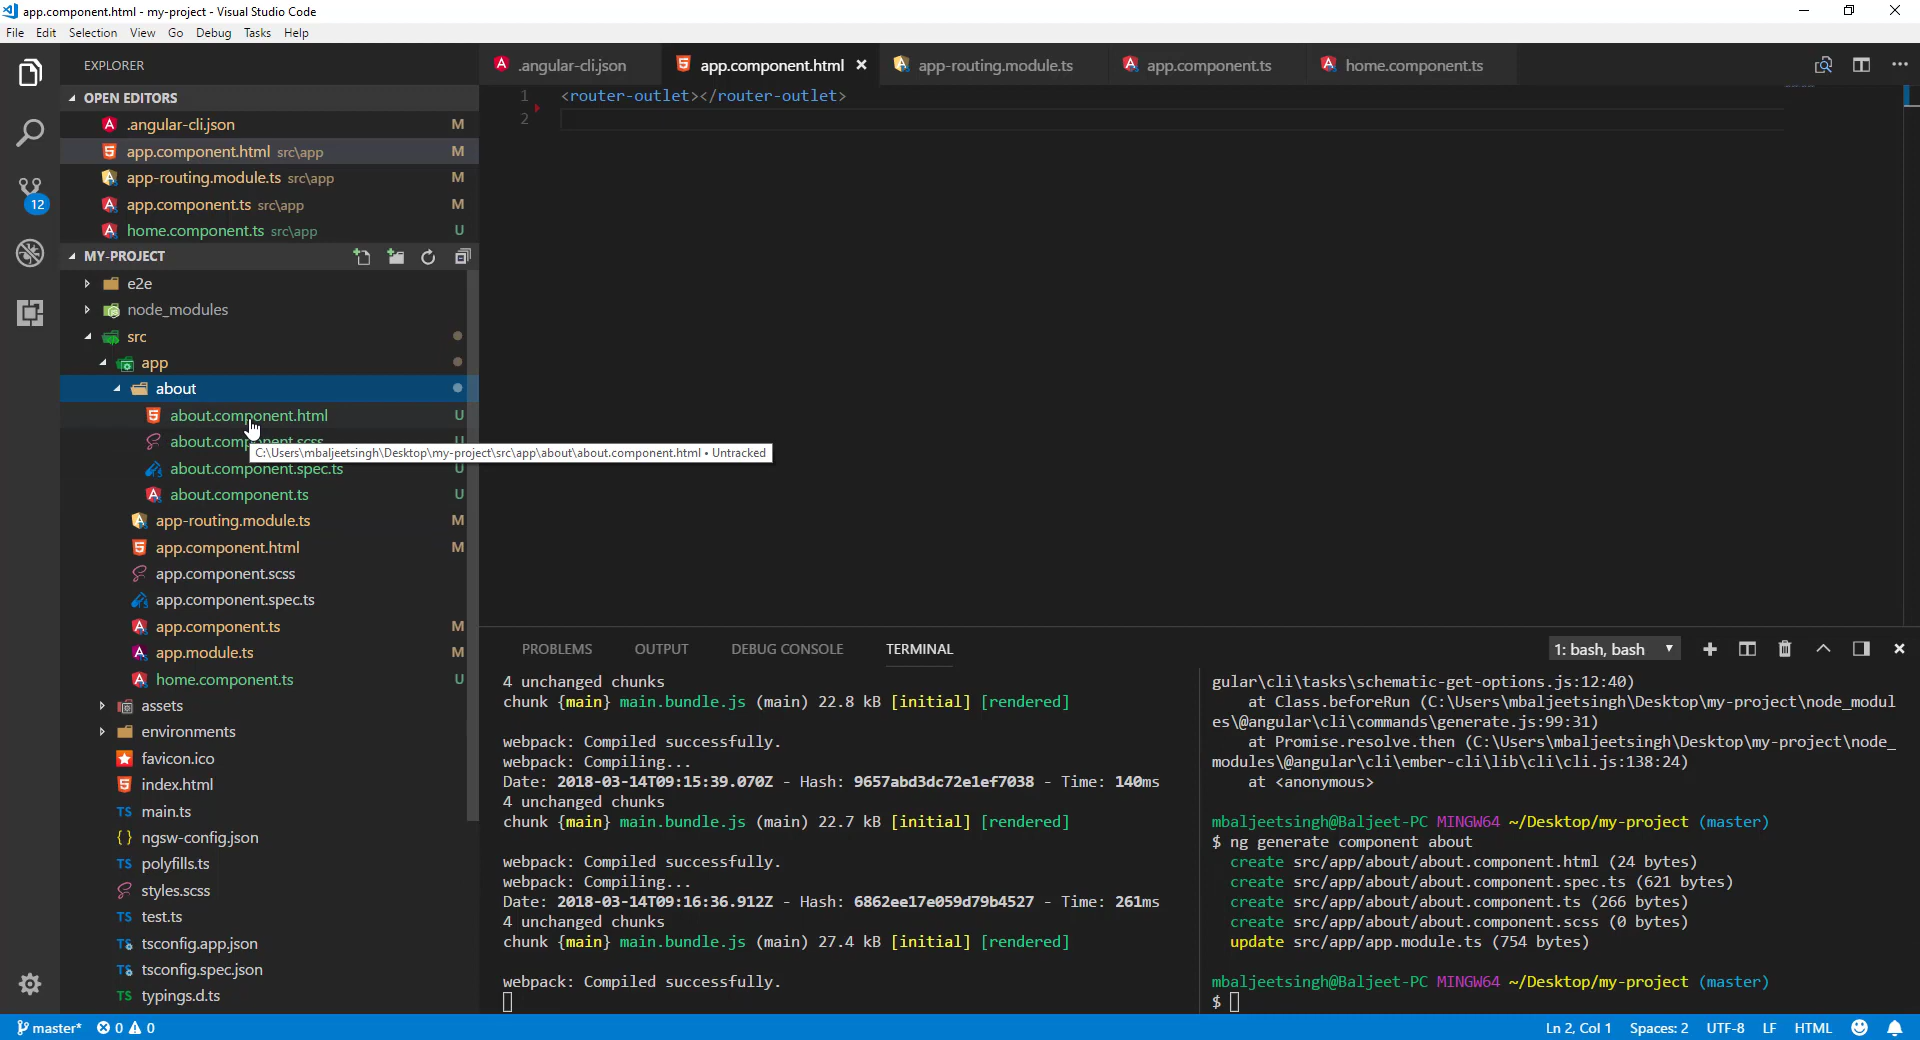 app.component.html - my-project - Visual Studio Code
File Edit Selection View Go Debug Tasks Help
EXPLORER
OPEN EDITORS
.angular-cli.json M
app.component.html src\app M
app-routing.module.ts src\app M
app.component.ts src\app M
home.component.ts src\app U
MY-PROJECT
e2e
node_modules
src
app
about
about.component.html U
about.component.scss U
about.component.spec.ts U
about.component.ts U
app-routing.module.ts M
app.component.html M
app.component.scss
app.component.spec.ts
app.component.ts M
app.module.ts M
home.component.ts U
assets
environments
favicon.ico
index.html
TS main.ts
{ } ngsw-config.json
TS polyfills.ts
styles.scss
TS test.ts
TS tsconfig.app.json
TS tsconfig.spec.json
TS typings.d.ts
12
C:\Users\mbaljeetsingh\Desktop\my-project\src\app\about\about.component.html • Untracked
.angular-cli.json app.component.html app-routing.module.ts app.component.ts home.component.ts
1 <router-outlet></router-outlet>
2
PROBLEMS OUTPUT DEBUG CONSOLE TERMINAL
1: bash, bash
4 unchanged chunks
chunk {main} main.bundle.js (main) 22.8 kB [initial] [rendered]
webpack: Compiled successfully.
webpack: Compiling...
Date: 2018-03-14T09:15:39.070Z - Hash: 9657abd3dc72e1ef7038 - Time: 140ms
4 unchanged chunks
chunk {main} main.bundle.js (main) 22.7 kB [initial] [rendered]
webpack: Compiled successfully.
webpack: Compiling...
Date: 2018-03-14T09:16:36.912Z - Hash: 6862ee17e059d79b4527 - Time: 261ms
4 unchanged chunks
chunk {main} main.bundle.js (main) 27.4 kB [initial] [rendered]
webpack: Compiled successfully.
gular\cli\tasks\schematic-get-options.js:12:40)
at Class.beforeRun (C:\Users\mbaljeetsingh\Desktop\my-project\node_modul
es\@angular\cli\commands\generate.js:99:31)
at Promise.resolve.then (C:\Users\mbaljeetsingh\Desktop\my-project\node_
modules\@angular\cli\ember-cli\lib\cli\cli.js:138:24)
at <anonymous>
mbaljeetsingh@Baljeet-PC MINGW64 ~/Desktop/my-project (master)
$ ng generate component about
create src/app/about/about.component.html (24 bytes)
create src/app/about/about.component.spec.ts (621 bytes)
create src/app/about/about.component.ts (266 bytes)
create src/app/about/about.component.scss (0 bytes)
update src/app/app.module.ts (754 bytes)
mbaljeetsingh@Baljeet-PC MINGW64 ~/Desktop/my-project (master)
$
master* 0 0 Ln 2, Col 1 Spaces: 2 UTF-8 LF HTML